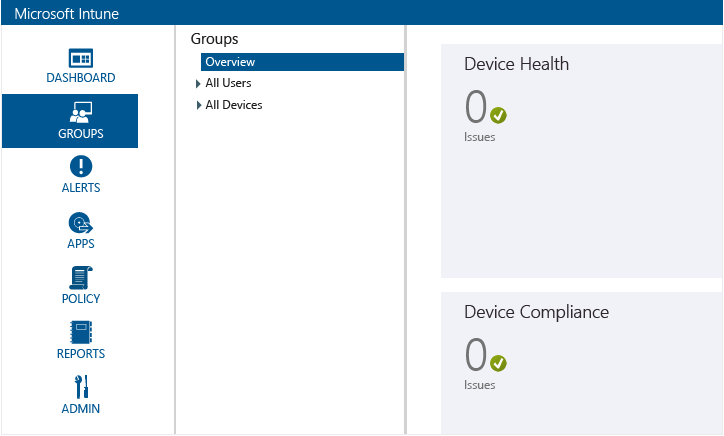 Microsoft Intune
DASHBOARD
GROUPS
ALERTS
APPS
POLICY
REPORTS
ADMIN
Groups
Overview
All Users
All Devices
Device Health
0
Issues
Device Compliance
0
Issues